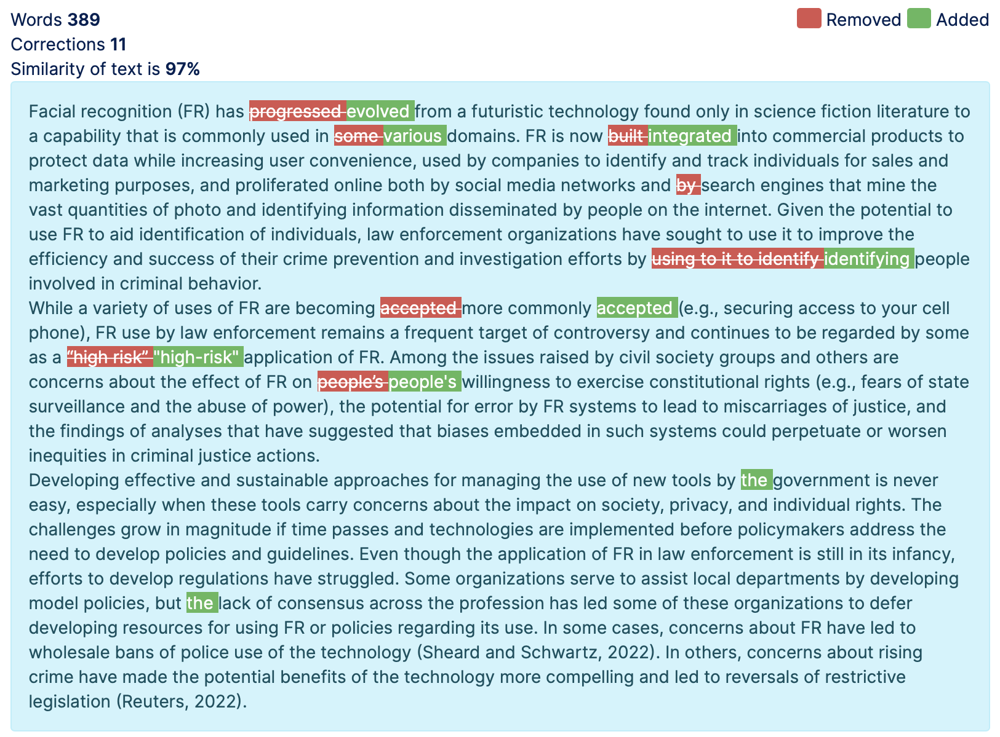 Words 389
Removed Added
Corrections 11
Similarity of text is 97%
Facial recognition (FR) has progressed evolved from a futuristic technology found only in science fiction literature to
a capability that is commonly used in some various domains. FR is now built integrated into commercial products to
protect data while increasing user convenience, used by companies to identify and track individuals for sales and
marketing purposes, and proliferated online both by social media networks and by search engines that mine the
vast quantities of photo and identifying information disseminated by people on the internet. Given the potential to
use FR to aid identification of individuals, law enforcement organizations have sought to use it to improve the
efficiency and success of their crime prevention and investigation efforts by using to it to identify identifying people
involved in criminal behavior.
While a variety of uses of FR are becoming accepted more commonly accepted (e.g., securing access to your cell
phone), FR use by law enforcement remains a frequent target of controversy and continues to be regarded by some
as a “high risk” "high-risk" application of FR. Among the issues raised by civil society groups and others are
concerns about the effect of FR on people’s people's willingness to exercise constitutional rights (e.g., fears of state
surveillance and the abuse of power), the potential for error by FR systems to lead to miscarriages of justice, and
the findings of analyses that have suggested that biases embedded in such systems could perpetuate or worsen
inequities in criminal justice actions.
Developing effective and sustainable approaches for managing the use of new tools by the government is never
easy, especially when these tools carry concerns about the impact on society, privacy, and individual rights. The
challenges grow in magnitude if time passes and technologies are implemented before policymakers address the
need to develop policies and guidelines. Even though the application of FR in law enforcement is still in its infancy,
efforts to develop regulations have struggled. Some organizations serve to assist local departments by developing
model policies, but the lack of consensus across the profession has led some of these organizations to defer
developing resources for using FR or policies regarding its use. In some cases, concerns about FR have led to
wholesale bans of police use of the technology (Sheard and Schwartz, 2022). In others, concerns about rising
crime have made the potential benefits of the technology more compelling and led to reversals of restrictive
legislation (Reuters, 2022).